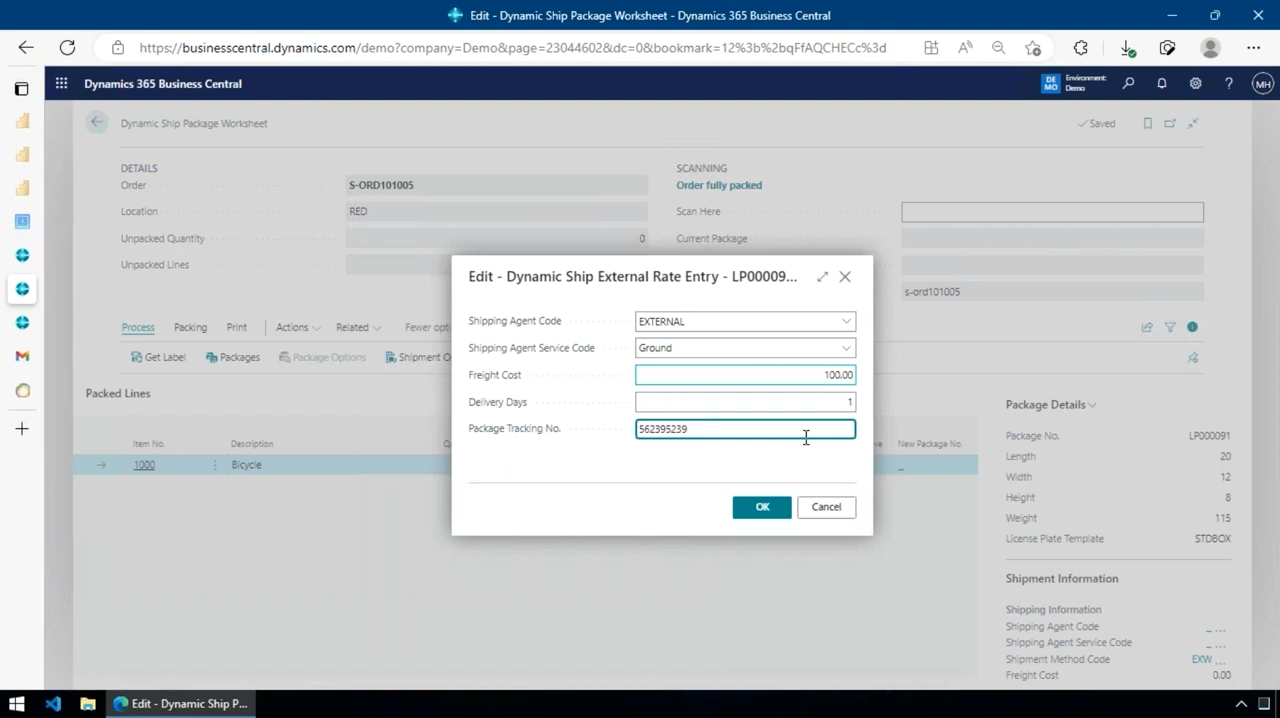 Edit - Dynamic Ship Package Worksheet - Dynamics 365 Business Central
https://businesscentral.dynamics.com/demo?company=Demo&page=23044602&dc=0&bookmark=12%3b%2bqFfAQCHECc%3d
Dynamics 365 Business Central
DE MO
Environment: Demo
MH
Dynamic Ship Package Worksheet
Saved
DETAILS
SCANNING
Order
S-ORD101005
Order fully packed
Location
RED
Scan Here
Unpacked Quantity
0
Current Package
Unpacked Lines
s-ord101005
Edit - Dynamic Ship External Rate Entry - LP00009...
Shipping Agent Code
EXTERNAL
Shipping Agent Service Code
Ground
Freight Cost
100.00
Delivery Days
1
Package Tracking No.
562395239
OK
Cancel
Process
Packing
Print
Actions
Related
Fewer opti
Get Label
Packages
Package Options
Shipment O
Packed Lines
Item No.
Description
New Package No.
1000
Bicycle
_
Package Details
Package No.
LP000091
Length
20
Width
12
Height
8
Weight
115
License Plate Template
STDBOX
Shipment Information
Shipping Information
Shipping Agent Code
_ ...
Shipping Agent Service Code
_ ...
Shipment Method Code
EXW ...
Freight Cost
0.00
Edit - Dynamic Ship P...